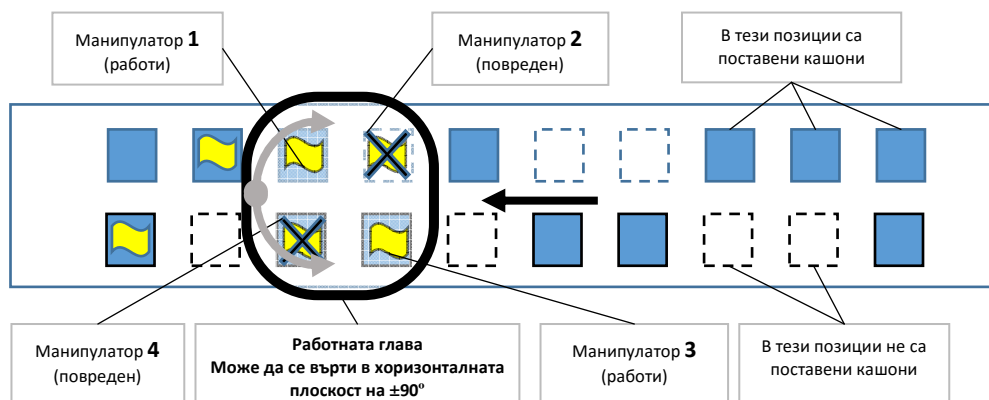 Манипулатор 1
(работи)
Манипулатор 2
(повреден)
В тези позиции са
поставени кашони
Манипулатор 4
(повреден)
Работната глава
Може да се върти в хоризонталната
плоскост на ±90°
Манипулатор 3
(работи)
В тези позиции не са
поставени кашони